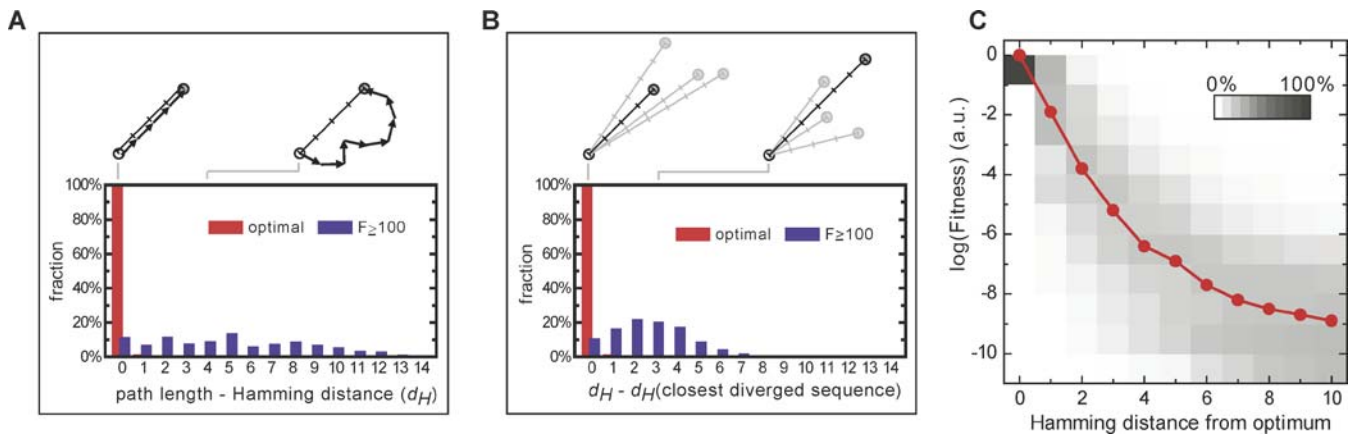 A
100%
80%
60%
40%
20%
0%
fraction
optimal
F≥100
0 1 2 3 4 5 6 7 8 9 10 11 12 13 14
path length - Hamming distance (dH)
B
100%
80%
60%
40%
20%
0%
fraction
optimal
F≥100
0 1 2 3 4 5 6 7 8 9 10 11 12 13 14
dH - dH(closest diverged sequence)
C
0
-2
-4
-6
-8
-10
log(Fitness) (a.u.)
0% 100%
0 2 4 6 8 10
Hamming distance from optimum